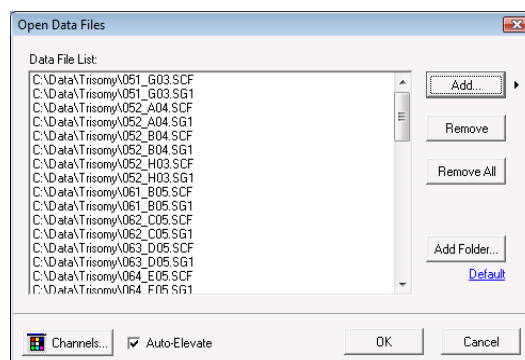 Open Data Files
Data File List:
C:\Data\Trisomy\051_G03.SCF
C:\Data\Trisomy\051_G03.SG1
C:\Data\Trisomy\052_A04.SCF
C:\Data\Trisomy\052_A04.SG1
C:\Data\Trisomy\052_B04.SCF
C:\Data\Trisomy\052_B04.SG1
C:\Data\Trisomy\052_H03.SCF
C:\Data\Trisomy\052_H03.SG1
C:\Data\Trisomy\061_B05.SCF
C:\Data\Trisomy\061_B05.SG1
C:\Data\Trisomy\062_C05.SCF
C:\Data\Trisomy\062_C05.SG1
C:\Data\Trisomy\063_D05.SCF
C:\Data\Trisomy\063_D05.SG1
C:\Data\Trisomy\064_E05.SCF
C:\Data\Trisomy\064_E05.SG1
Add...
Remove
Remove All
Add Folder...
Default
Channels...
Auto-Elevate
OK
Cancel